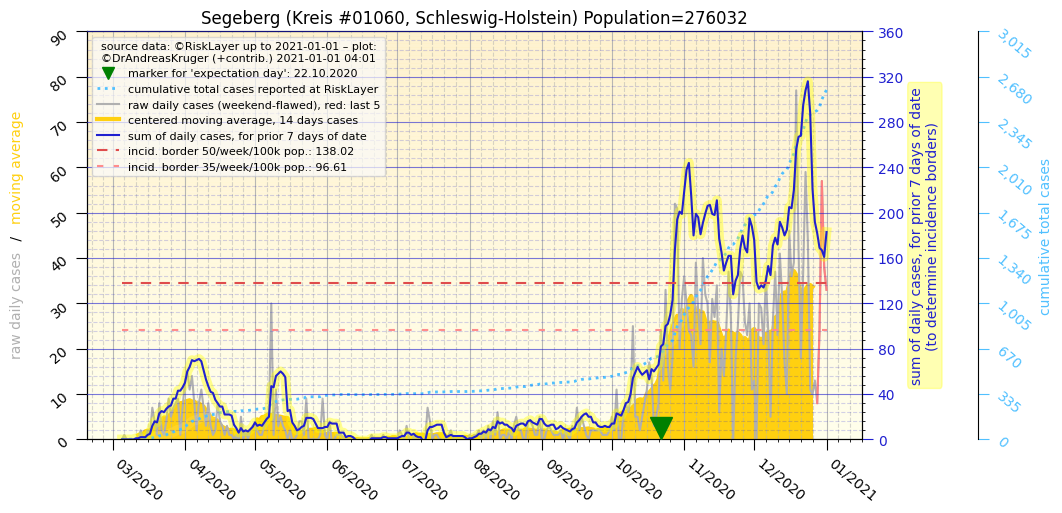 Segeberg (Kreis #01060, Schleswig-Holstein) Population=276032
source data: ©RiskLayer up to 2021-01-01 – plot:
©DrAndreasKruger (+contrib.) 2021-01-01 04:01
marker for 'expectation day': 22.10.2020
cumulative total cases reported at RiskLayer
raw daily cases (weekend-flawed), red: last 5
centered moving average, 14 days cases
sum of daily cases, for prior 7 days of date
incid. border 50/week/100k pop.: 138.02
incid. border 35/week/100k pop.: 96.61
raw daily cases / moving average
90
80
70
60
50
40
30
20
10
0
03/2020
04/2020
05/2020
06/2020
07/2020
08/2020
09/2020
10/2020
11/2020
12/2020
01/2021
360
320
280
240
200
160
120
80
40
0
sum of daily cases, for prior 7 days of date
(to determine incidence borders)
3,015
2,680
2,345
2,010
1,675
1,340
1,005
670
335
0
cumulative total cases